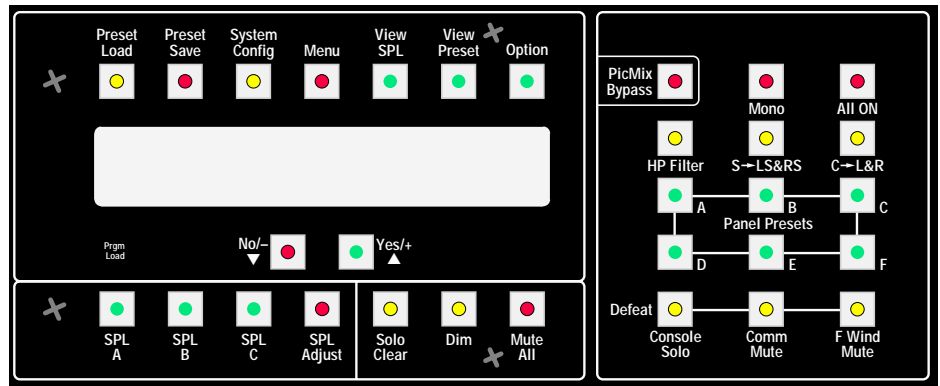 Preset Load
Preset Save
System Config
Menu
View SPL
View Preset
Option
No/–
Yes/+
Prgm Load
SPL A
SPL B
SPL C
SPL Adjust
Solo Clear
Dim
Mute All
PicMix Bypass
Mono
All ON
HP Filter
S→LS&RS
C→L&R
A
B
C
Panel Presets
D
E
F
Defeat
Console Solo
Comm Mute
F Wind Mute